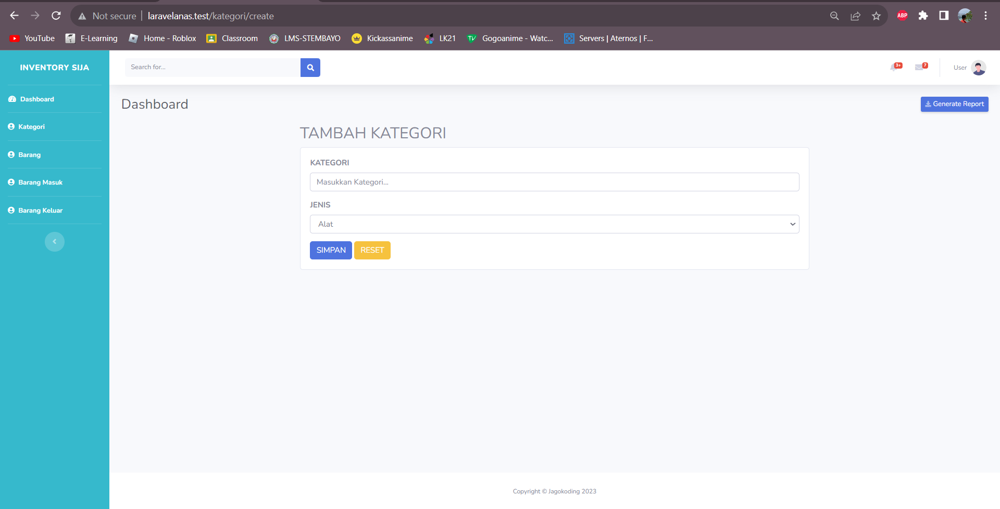 Not secure | laravelanas.test/kategori/create
ABP
YouTube E-Learning Home - Roblox Classroom LMS-STEMBAYO Kickassanime LK21 TV Gogoanime - Watc... Servers | Aternos | F...
INVENTORY SIJA
Search for...
3+ 7 User
Dashboard
Kategori
Barang
Barang Masuk
Barang Keluar
Dashboard
Generate Report
TAMBAH KATEGORI
KATEGORI
Masukkan Kategori...
JENIS
Alat
SIMPAN RESET
Copyright © Jagokoding 2023